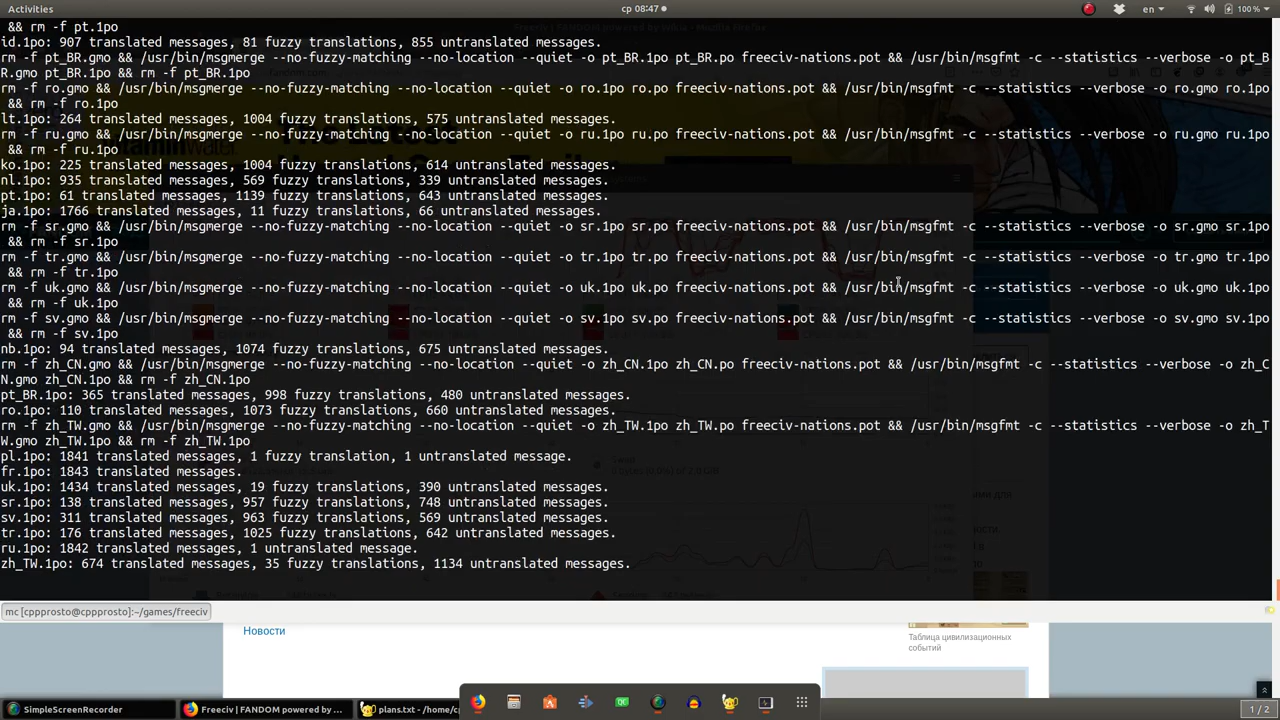 Activities
ср 08:47
en
100 %
&& rm -f pt.1po
id.1po: 907 translated messages, 81 fuzzy translations, 855 untranslated messages.
rm -f pt_BR.gmo && /usr/bin/msgmerge --no-fuzzy-matching --no-location --quiet -o pt_BR.1po pt_BR.po freeciv-nations.pot && /usr/bin/msgfmt -c --statistics --verbose -o pt_B
R.gmo pt_BR.1po && rm -f pt_BR.1po
rm -f ro.gmo && /usr/bin/msgmerge --no-fuzzy-matching --no-location --quiet -o ro.1po ro.po freeciv-nations.pot && /usr/bin/msgfmt -c --statistics --verbose -o ro.gmo ro.1po
&& rm -f ro.1po
lt.1po: 264 translated messages, 1004 fuzzy translations, 575 untranslated messages.
rm -f ru.gmo && /usr/bin/msgmerge --no-fuzzy-matching --no-location --quiet -o ru.1po ru.po freeciv-nations.pot && /usr/bin/msgfmt -c --statistics --verbose -o ru.gmo ru.1po
&& rm -f ru.1po
ko.1po: 225 translated messages, 1004 fuzzy translations, 614 untranslated messages.
nl.1po: 935 translated messages, 569 fuzzy translations, 339 untranslated messages.
pt.1po: 61 translated messages, 1139 fuzzy translations, 643 untranslated messages.
ja.1po: 1766 translated messages, 11 fuzzy translations, 66 untranslated messages.
rm -f sr.gmo && /usr/bin/msgmerge --no-fuzzy-matching --no-location --quiet -o sr.1po sr.po freeciv-nations.pot && /usr/bin/msgfmt -c --statistics --verbose -o sr.gmo sr.1po
&& rm -f sr.1po
rm -f tr.gmo && /usr/bin/msgmerge --no-fuzzy-matching --no-location --quiet -o tr.1po tr.po freeciv-nations.pot && /usr/bin/msgfmt -c --statistics --verbose -o tr.gmo tr.1po
&& rm -f tr.1po
rm -f uk.gmo && /usr/bin/msgmerge --no-fuzzy-matching --no-location --quiet -o uk.1po uk.po freeciv-nations.pot && /usr/bin/msgfmt -c --statistics --verbose -o uk.gmo uk.1po
&& rm -f uk.1po
rm -f sv.gmo && /usr/bin/msgmerge --no-fuzzy-matching --no-location --quiet -o sv.1po sv.po freeciv-nations.pot && /usr/bin/msgfmt -c --statistics --verbose -o sv.gmo sv.1po
&& rm -f sv.1po
nb.1po: 94 translated messages, 1074 fuzzy translations, 675 untranslated messages.
rm -f zh_CN.gmo && /usr/bin/msgmerge --no-fuzzy-matching --no-location --quiet -o zh_CN.1po zh_CN.po freeciv-nations.pot && /usr/bin/msgfmt -c --statistics --verbose -o zh_C
N.gmo zh_CN.1po && rm -f zh_CN.1po
pt_BR.1po: 365 translated messages, 998 fuzzy translations, 480 untranslated messages.
ro.1po: 110 translated messages, 1073 fuzzy translations, 660 untranslated messages.
rm -f zh_TW.gmo && /usr/bin/msgmerge --no-fuzzy-matching --no-location --quiet -o zh_TW.1po zh_TW.po freeciv-nations.pot && /usr/bin/msgfmt -c --statistics --verbose -o zh_T
W.gmo zh_TW.1po && rm -f zh_TW.1po
pl.1po: 1841 translated messages, 1 fuzzy translation, 1 untranslated message.
fr.1po: 1843 translated messages.
uk.1po: 1434 translated messages, 19 fuzzy translations, 390 untranslated messages.
sr.1po: 138 translated messages, 957 fuzzy translations, 748 untranslated messages.
sv.1po: 311 translated messages, 963 fuzzy translations, 569 untranslated messages.
tr.1po: 176 translated messages, 1025 fuzzy translations, 642 untranslated messages.
ru.1po: 1842 translated messages, 1 untranslated message.
zh_TW.1po: 674 translated messages, 35 fuzzy translations, 1134 untranslated messages.
mc [cppprosto@cppprosto]:~/games/freeciv
Новости
Таблица цивилизационных
событий
SimpleScreenRecorder
Freeciv | FANDOM powered by ...
plans.txt - /home/cp
1 / 2